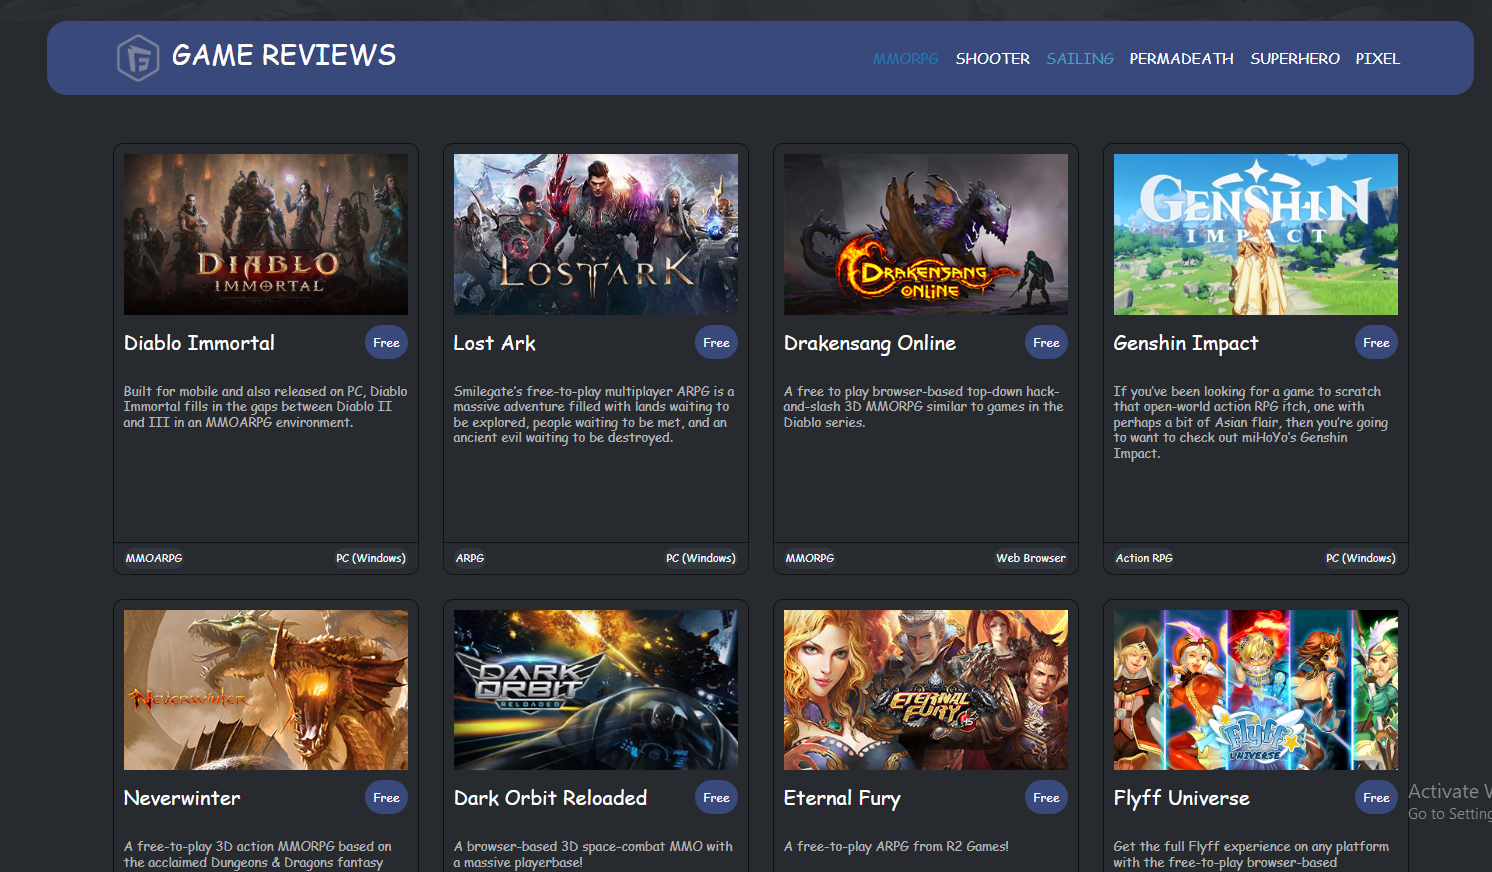 GAME REVIEWS
MMORPG SHOOTER SAILING PERMADEATH SUPERHERO PIXEL
DIABLO
IMMORTAL
LOST ARK
DRAKENSANG
ONLINE
GENSHIN
IMPACT
Diablo Immortal Free
Lost Ark Free
Drakensang Online Free
Genshin Impact Free
Built for mobile and also released on PC, Diablo
Immortal fills in the gaps between Diablo II
and III in an MMOARPG environment.
Smilegate's free-to-play multiplayer ARPG is a
massive adventure filled with lands waiting to
be explored, people waiting to be met, and an
ancient evil waiting to be destroyed.
A free to play browser-based top-down hack-
and-slash 3D MMORPG similar to games in the
Diablo series.
If you've been looking for a game to scratch
that open-world action RPG itch, one with
perhaps a bit of Asian flair, then you're going
to want to check out miHoYo's Genshin
Impact.
MMOARPG PC (Windows)
ARPG PC (Windows)
MMORPG Web Browser
Action RPG PC (Windows)
NEVERWINTER
DARK
ORBIT
RELOADED
ETERNAL
FURY
Flyff
UNIVERSE
Neverwinter Free
Dark Orbit Reloaded Free
Eternal Fury Free
Flyff Universe Free
A free-to-play 3D action MMORPG based on
the acclaimed Dungeons & Dragons fantasy
A browser-based 3D space-combat MMO with
a massive playerbase!
A free-to-play ARPG from R2 Games!
Get the full Flyff experience on any platform
with the free-to-play browser-based
Activate W
Go to Setting